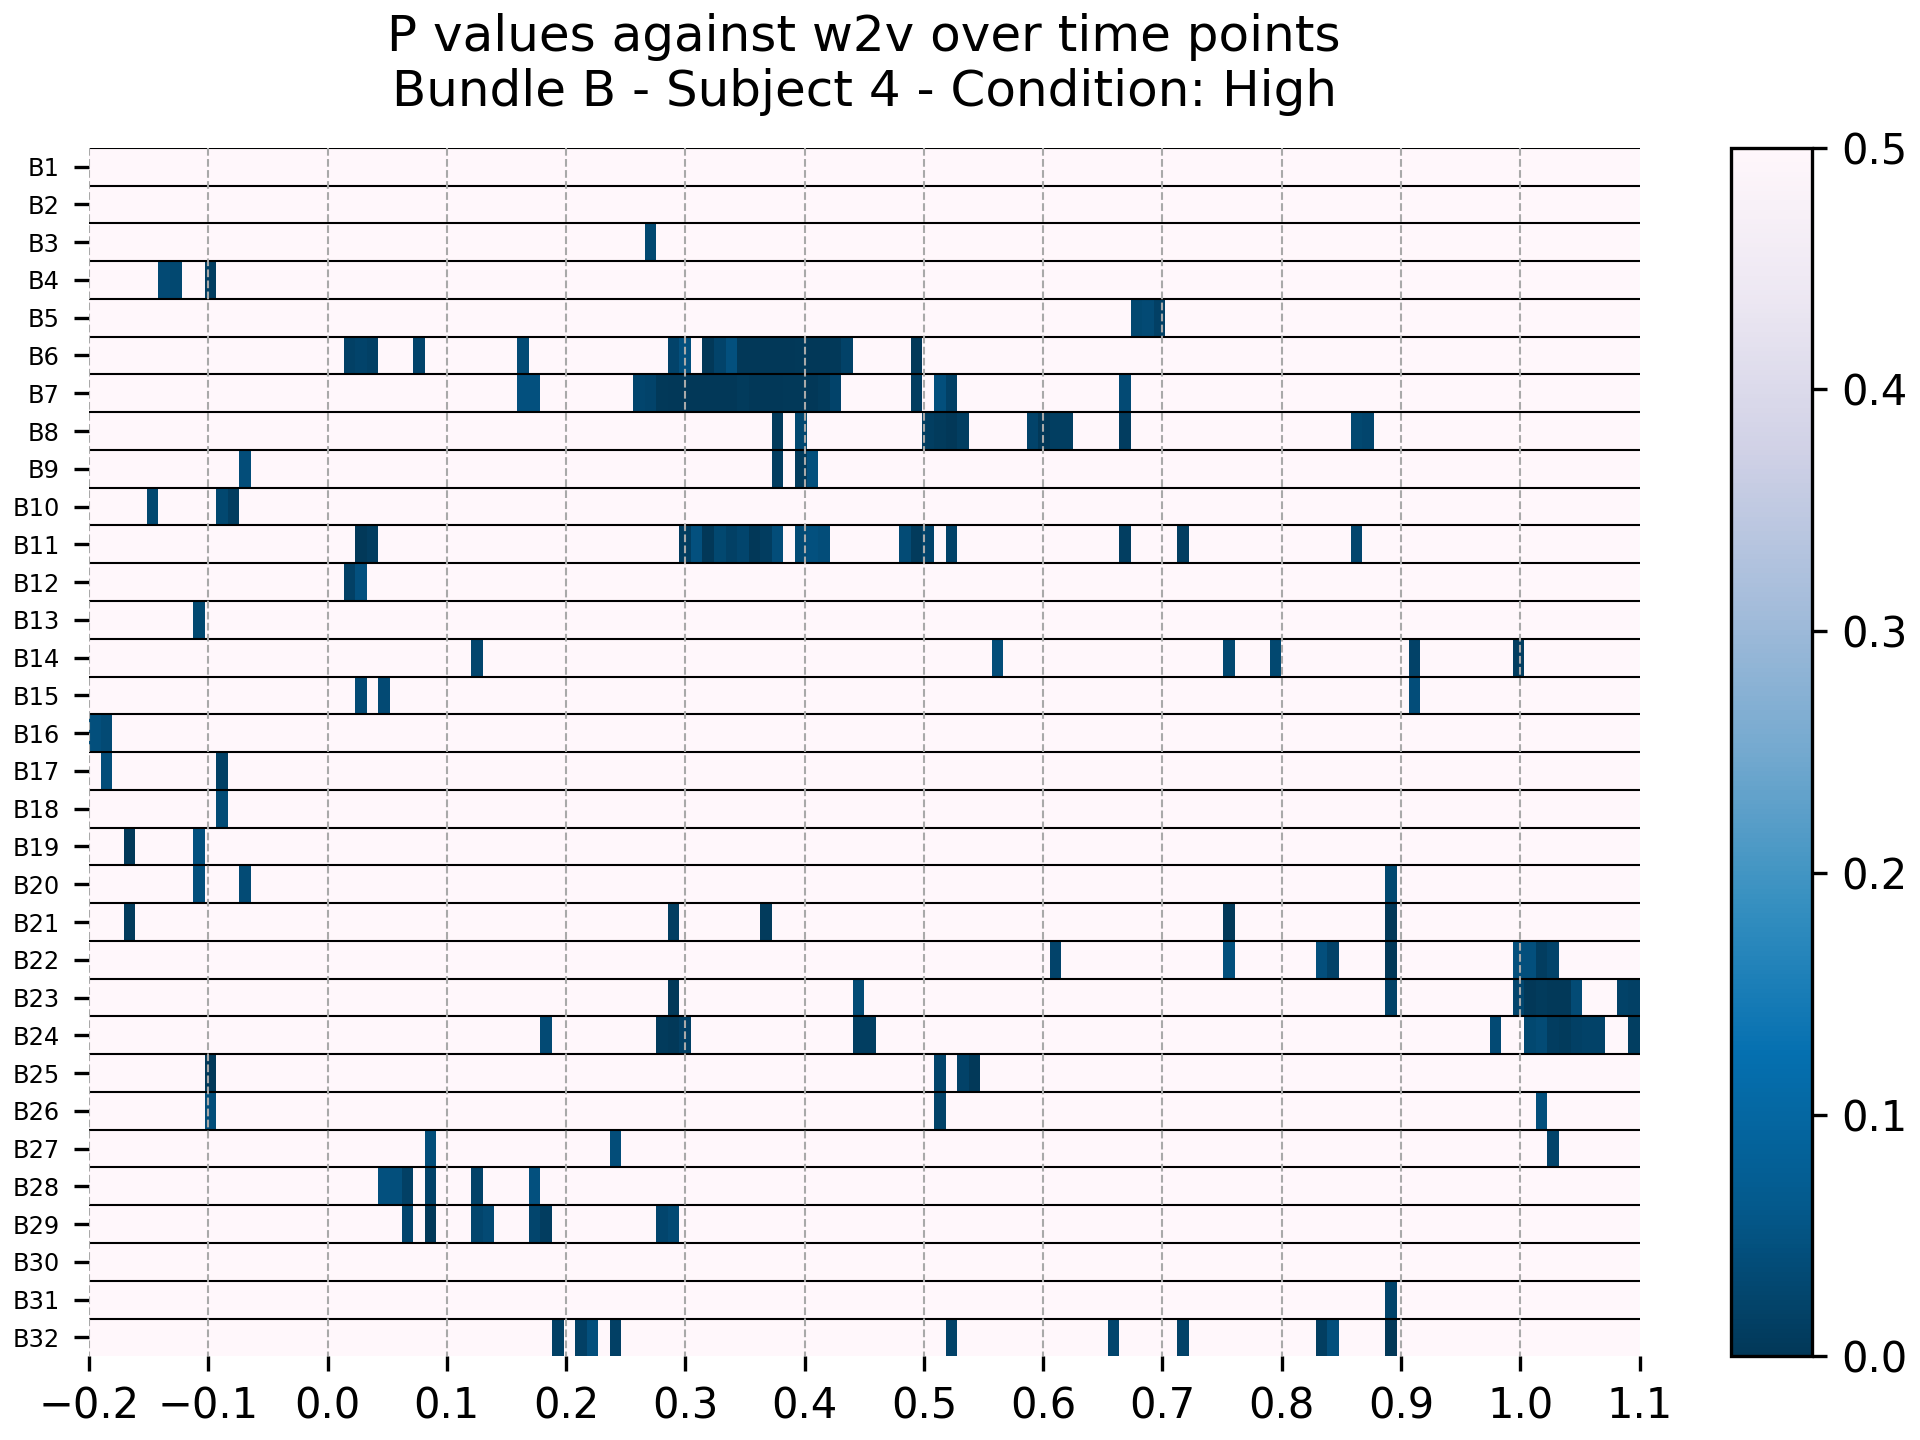 P values against w2v over time points
Bundle B - Subject 4 - Condition: High
B1
B2
B3
B4
B5
B6
B7
B8
B9
B10
B11
B12
B13
B14
B15
B16
B17
B18
B19
B20
B21
B22
B23
B24
B25
B26
B27
B28
B29
B30
B31
B32
−0.2 −0.1 0.0 0.1 0.2 0.3 0.4 0.5 0.6 0.7 0.8 0.9 1.0 1.1
0.5
0.4
0.3
0.2
0.1
0.0